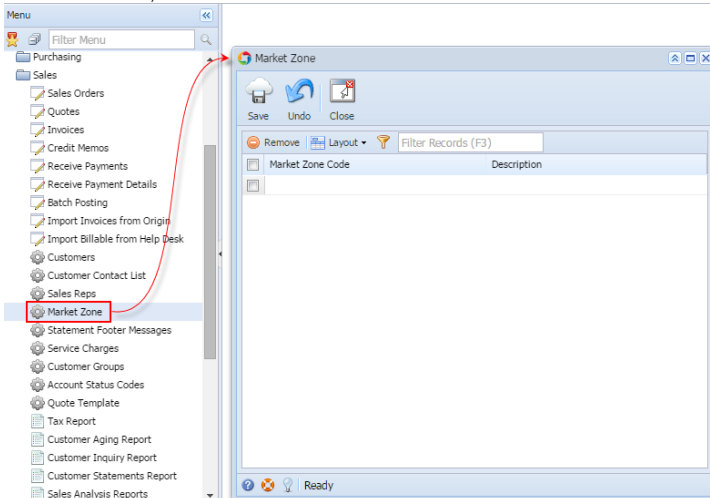 Menu
Filter Menu
Purchasing
Sales
Sales Orders
Quotes
Invoices
Credit Memos
Receive Payments
Receive Payment Details
Batch Posting
Import Invoices from Origin
Import Billable from Help Desk
Customers
Customer Contact List
Sales Reps
Market Zone
Statement Footer Messages
Service Charges
Customer Groups
Account Status Codes
Quote Template
Tax Report
Customer Aging Report
Customer Inquiry Report
Customer Statements Report
Sales Analysis Reports
Market Zone
Save Undo Close
Remove Layout Filter Records (F3)
Market Zone Code Description
Ready